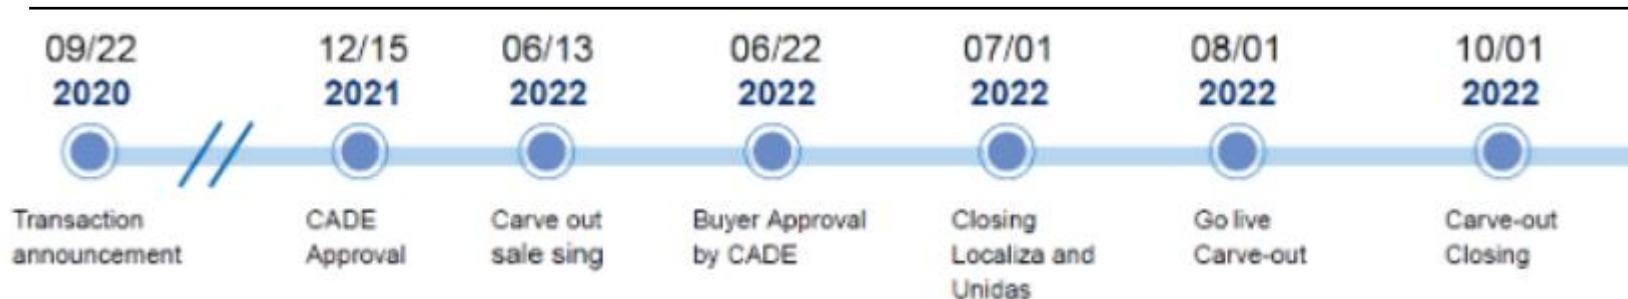 09/22 12/15 06/13 06/22 07/01 08/01 10/01
2020 2021 2022 2022 2022 2022 2022
Transaction CADE Carve out Buyer Approval Closing Go live Carve-out
announcement Approval sale sing by CADE Localiza and Carve-out Closing
Unidas